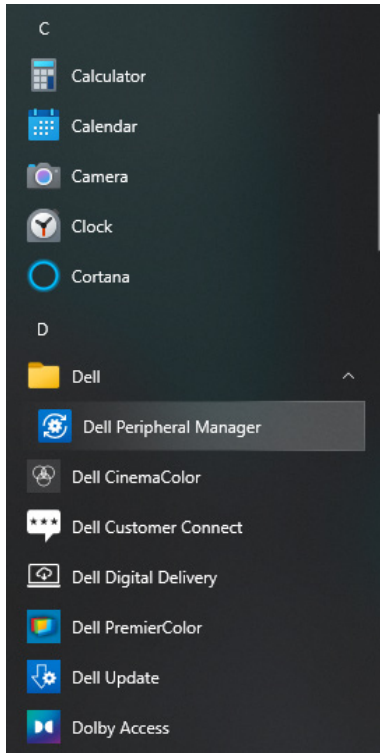 C
Calculator
Calendar
Camera
Clock
Cortana
D
Dell
Dell Peripheral Manager
Dell CinemaColor
Dell Customer Connect
Dell Digital Delivery
Dell PremierColor
Dell Update
Dolby Access